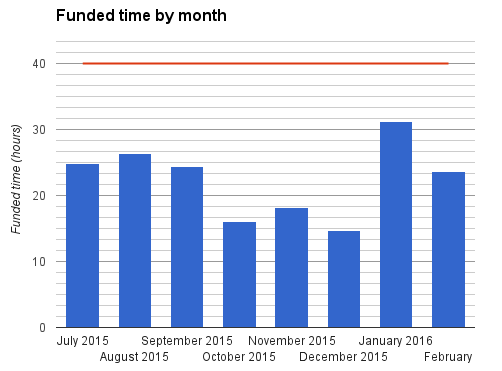 Funded time by month
Funded time (hours)
40
30
20
10
0
July 2015
August 2015
September 2015
October 2015
November 2015
December 2015
January 2016
February